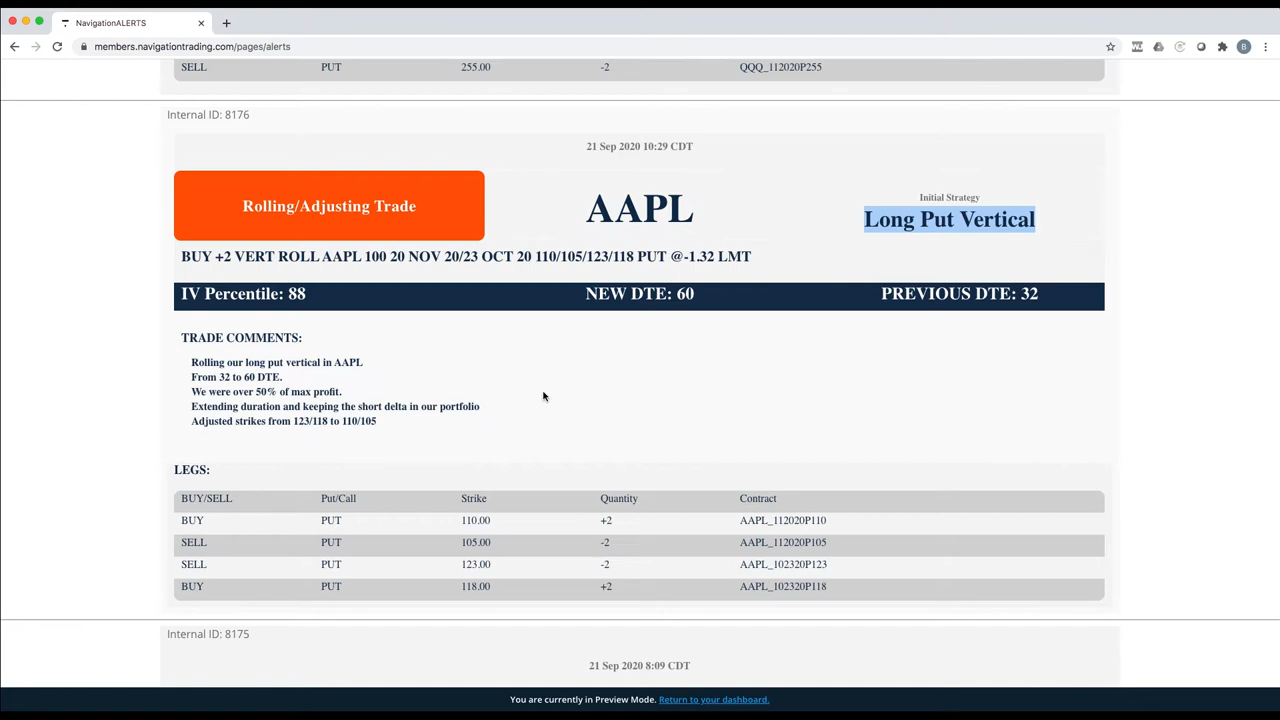 NavigationALERTS
members.navigationtrading.com/pages/alerts
B
SELL PUT 255.00 -2 QQQ_112020P255
Internal ID: 8176
21 Sep 2020 10:29 CDT
Rolling/Adjusting Trade
AAPL
Initial Strategy
Long Put Vertical
BUY +2 VERT ROLL AAPL 100 20 NOV 20/23 OCT 20 110/105/123/118 PUT @-1.32 LMT
IV Percentile: 88 NEW DTE: 60 PREVIOUS DTE: 32
TRADE COMMENTS:
Rolling our long put vertical in AAPL
From 32 to 60 DTE.
We were over 50% of max profit.
Extending duration and keeping the short delta in our portfolio
Adjusted strikes from 123/118 to 110/105
LEGS:
BUY/SELL Put/Call Strike Quantity Contract
BUY PUT 110.00 +2 AAPL_112020P110
SELL PUT 105.00 -2 AAPL_112020P105
SELL PUT 123.00 -2 AAPL_102320P123
BUY PUT 118.00 +2 AAPL_102320P118
Internal ID: 8175
21 Sep 2020 8:09 CDT
You are currently in Preview Mode. Return to your dashboard.